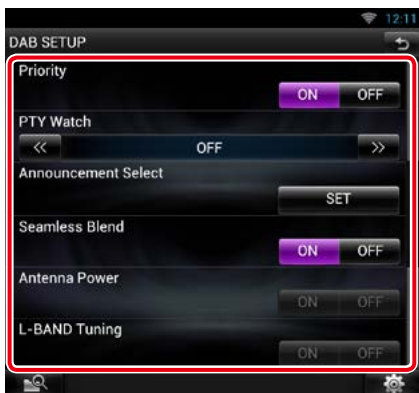 12:11
DAB SETUP
Priority
ON OFF
PTY Watch
OFF
Announcement Select
SET
Seamless Blend
ON OFF
Antenna Power
ON OFF
L-BAND Tuning
ON OFF